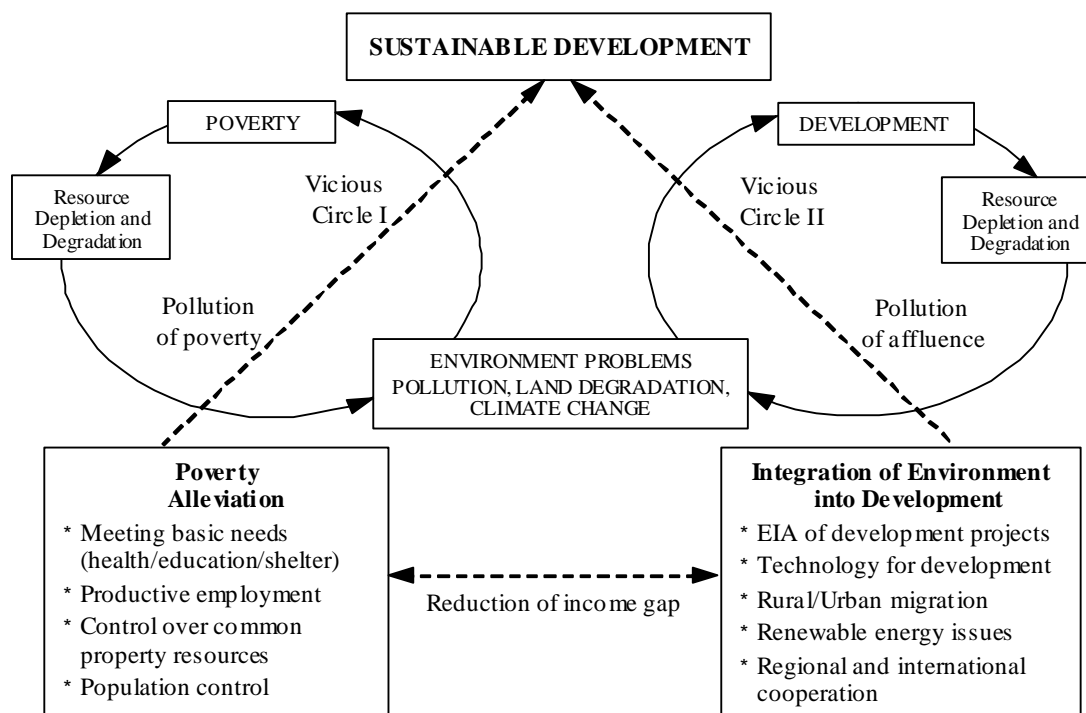 SUSTAINABLE DEVELOPMENT
POVERTY
DEVELOPMENT
Resource
Depletion and
Degradation
Vicious
Circle I
Vicious
Circle II
Resource
Depletion and
Degradation
Pollution
of poverty
Pollution
of affluence
ENVIRONMENT PROBLEMS
POLLUTION, LAND DEGRADATION,
CLIMATE CHANGE
Poverty
Alleviation
* Meeting basic needs
(health/education/shelter)
* Productive employment
* Control over common
property resources
* Population control
Reduction of income gap
Integration of Environment
into Development
* EIA of development projects
* Technology for development
* Rural/Urban migration
* Renewable energy issues
* Regional and international
cooperation